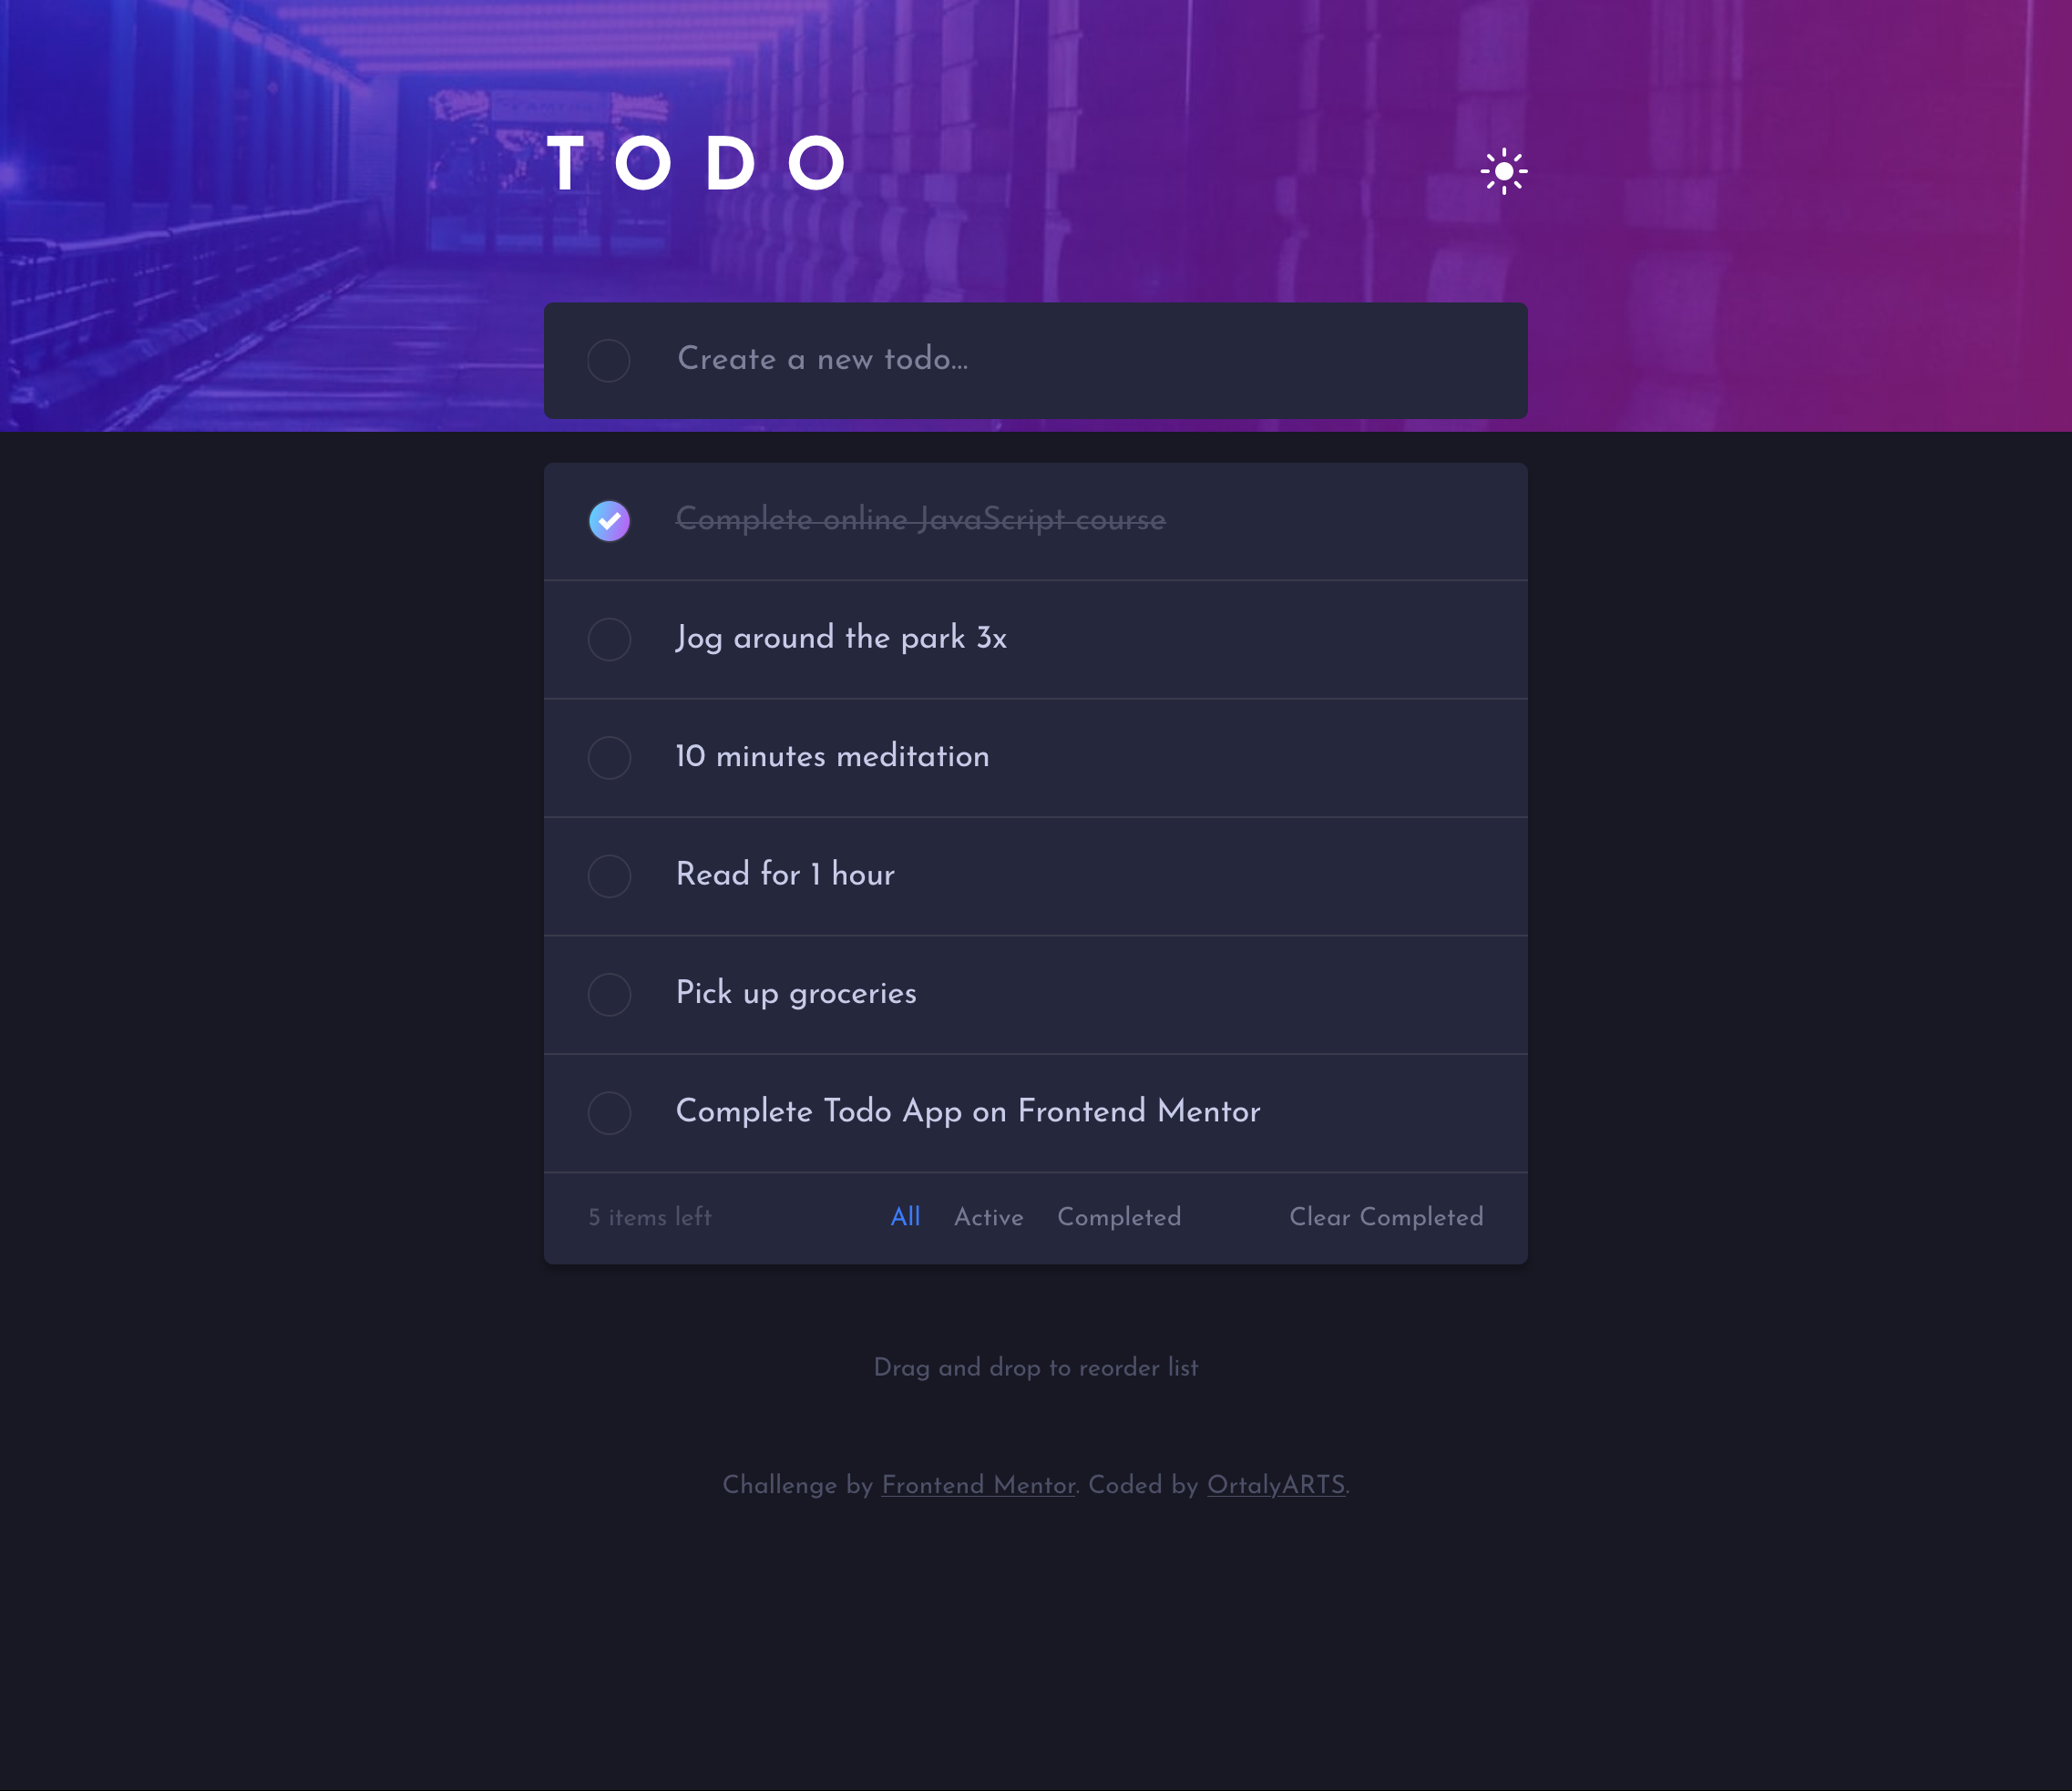 TODO
Create a new todo...
Complete online JavaScript course
Jog around the park 3x
10 minutes meditation
Read for 1 hour
Pick up groceries
Complete Todo App on Frontend Mentor
5 items left All Active Completed Clear Completed
Drag and drop to reorder list
Challenge by Frontend Mentor. Coded by OrtalyARTS.